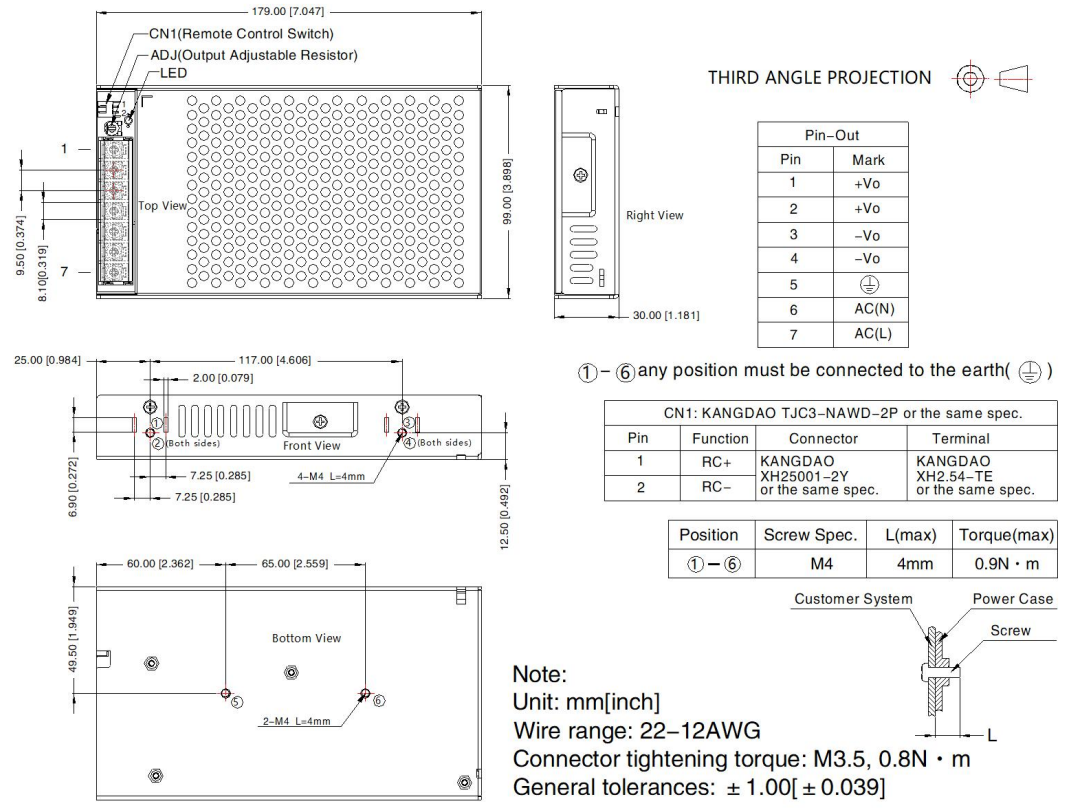 179.00 [7.047]
CN1(Remote Control Switch)
ADJ(Output Adjustable Resistor)
LED
1
2
1
7
Top View
9.50 [0.374]
8.10[0.319]
99.00 [3.898]
Right View
30.00 [1.181]
THIRD ANGLE PROJECTION
Pin-Out
Pin Mark
1 +Vo
2 +Vo
3 -Vo
4 -Vo
5
6 AC(N)
7 AC(L)
25.00 [0.984]
117.00 [4.606]
2.00 [0.079]
① ③
② (Both sides) Front View ④ (Both sides)
7.25 [0.285]
4-M4 L=4mm
7.25 [0.285]
6.90 [0.272]
12.50 [0.492]
①-⑥ any position must be connected to the earth( )
CN1: KANGDAO TJC3-NAWD-2P or the same spec.
Pin Function Connector Terminal
1 RC+ KANGDAO XH25001-2Y or the same spec. KANGDAO XH2.54-TE or the same spec.
2 RC-
Position Screw Spec. L(max) Torque(max)
①-⑥ M4 4mm 0.9N·m
60.00 [2.362]
65.00 [2.559]
49.50 [1.949]
Bottom View
⑤ ⑥
2-M4 L=4mm
Customer System Power Case
Screw
L
Note:
Unit: mm[inch]
Wire range: 22-12AWG
Connector tightening torque: M3.5, 0.8N·m
General tolerances: ±1.00[±0.039]